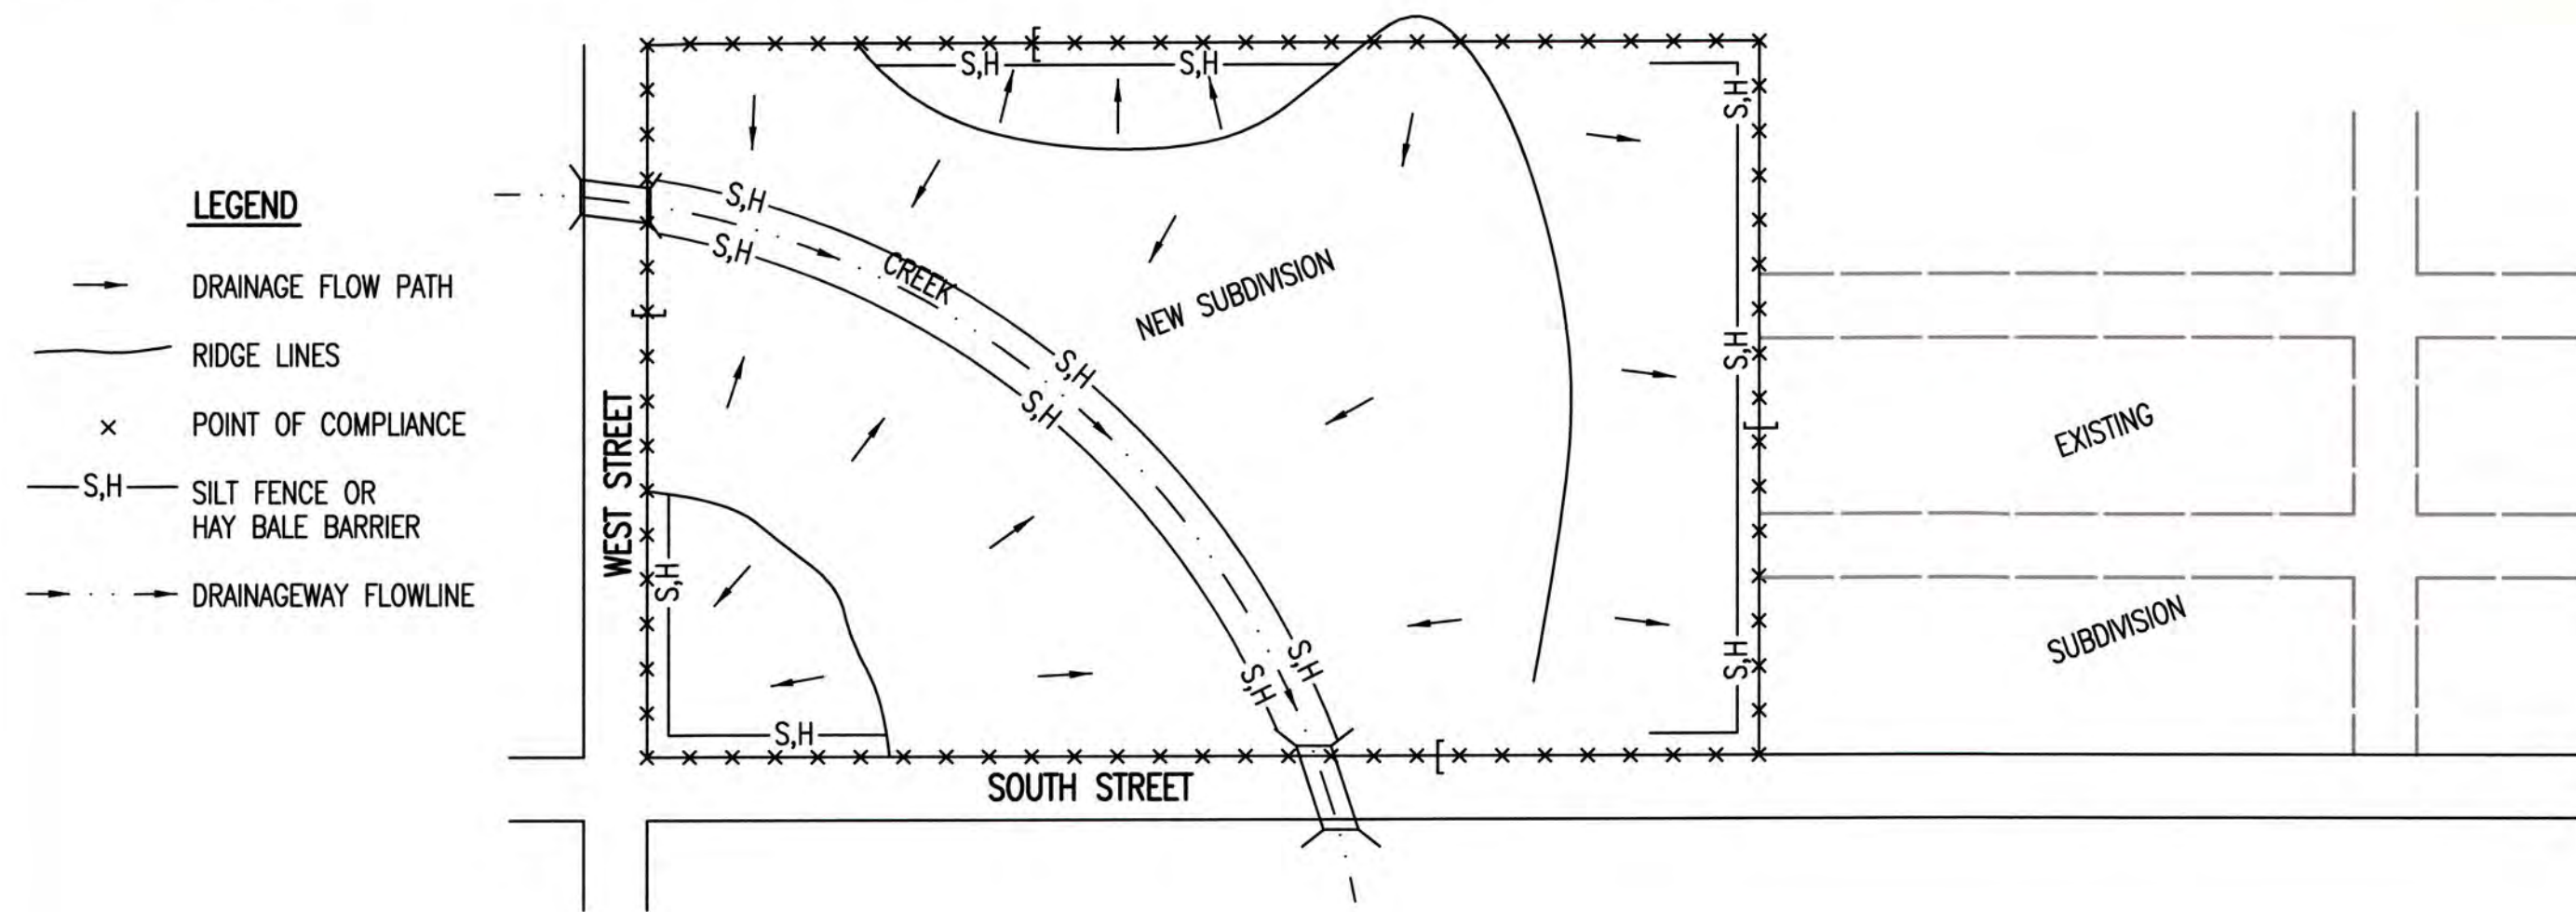 LEGEND
DRAINAGE FLOW PATH
RIDGE LINES
× POINT OF COMPLIANCE
S,H SILT FENCE OR
HAY BALE BARRIER
DRAINAGEWAY FLOWLINE
S,H
S,H
S,H
S,H
S,H
CREEK
NEW SUBDIVISION
S,H
S,H
S,H
WEST STREET
EXISTING
S,H
SUBDIVISION
S,H
S,H
S,H
S,H
SOUTH STREET